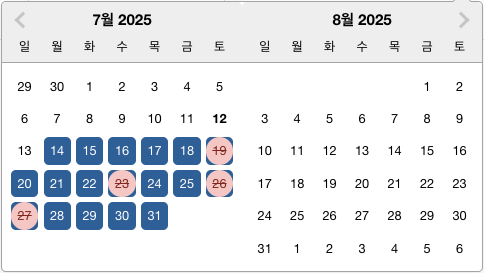 7월 2025
일 월 화 수 목 금 토
29 30 1 2 3 4 5
6 7 8 9 10 11 12
13 14 15 16 17 18 19
20 21 22 23 24 25 26
27 28 29 30 31
8월 2025
일 월 화 수 목 금 토
1 2
3 4 5 6 7 8 9
10 11 12 13 14 15 16
17 18 19 20 21 22 23
24 25 26 27 28 29 30
31 1 2 3 4 5 6